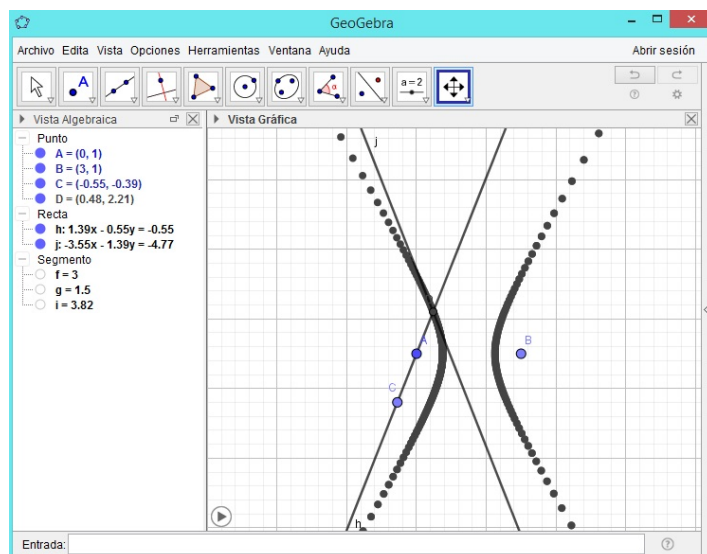 GeoGebra
Archivo Edita Vista Opciones Herramientas Ventana Ayuda Abrir sesión
A
α
a=2
Vista Algebraica
Vista Gráfica
Punto
A = (0, 1)
B = (3, 1)
C = (-0.55, -0.39)
D = (0.48, 2.21)
Recta
h: 1.39x - 0.55y = -0.55
j: -3.55x - 1.39y = -4.77
Segmento
f = 3
g = 1.5
i = 3.82
j
A
B
C
h
Entrada: